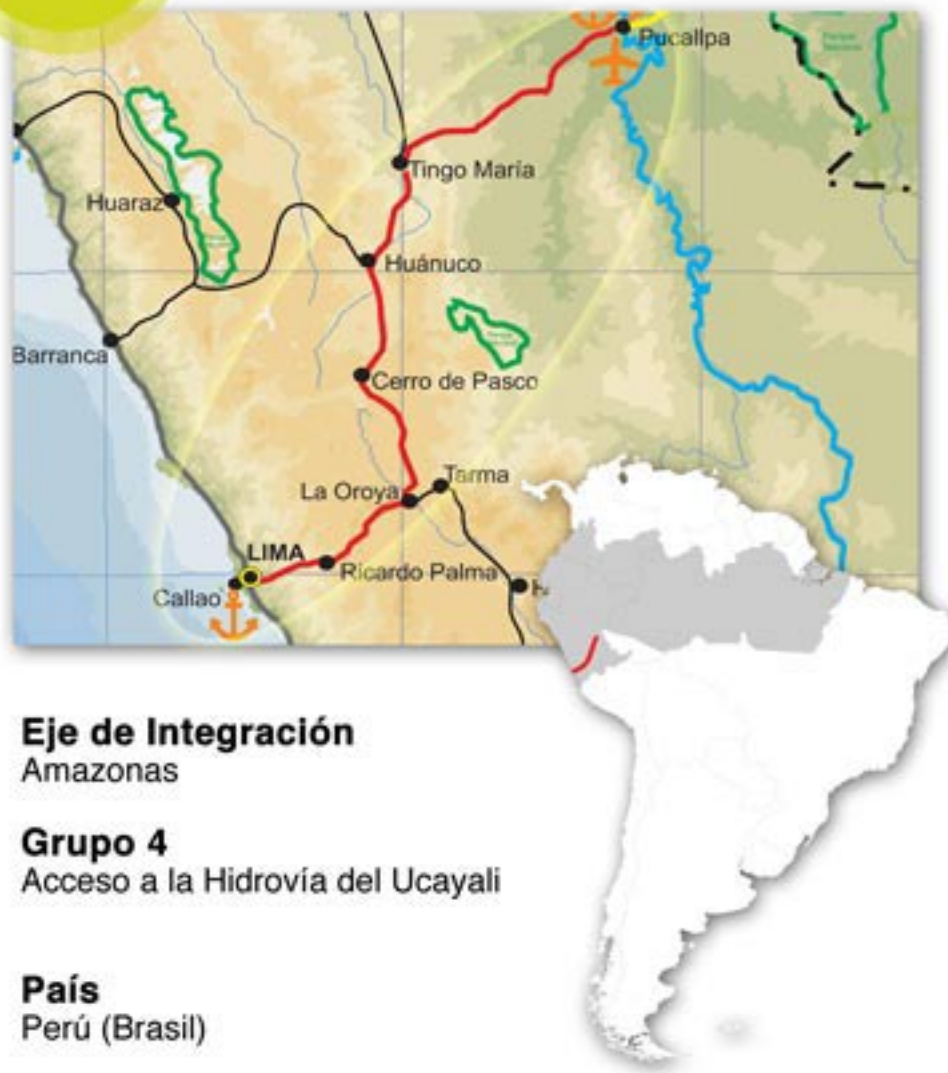 Pucallpa
Tingo María
Huaraz
Huánuco
Barranca
Cerro de Pasco
La Oroya
Tarma
LIMA
Ricardo Palma
Callao
Eje de Integración
Amazonas
Grupo 4
Acceso a la Hidrovía del Ucayali
País
Perú (Brasil)